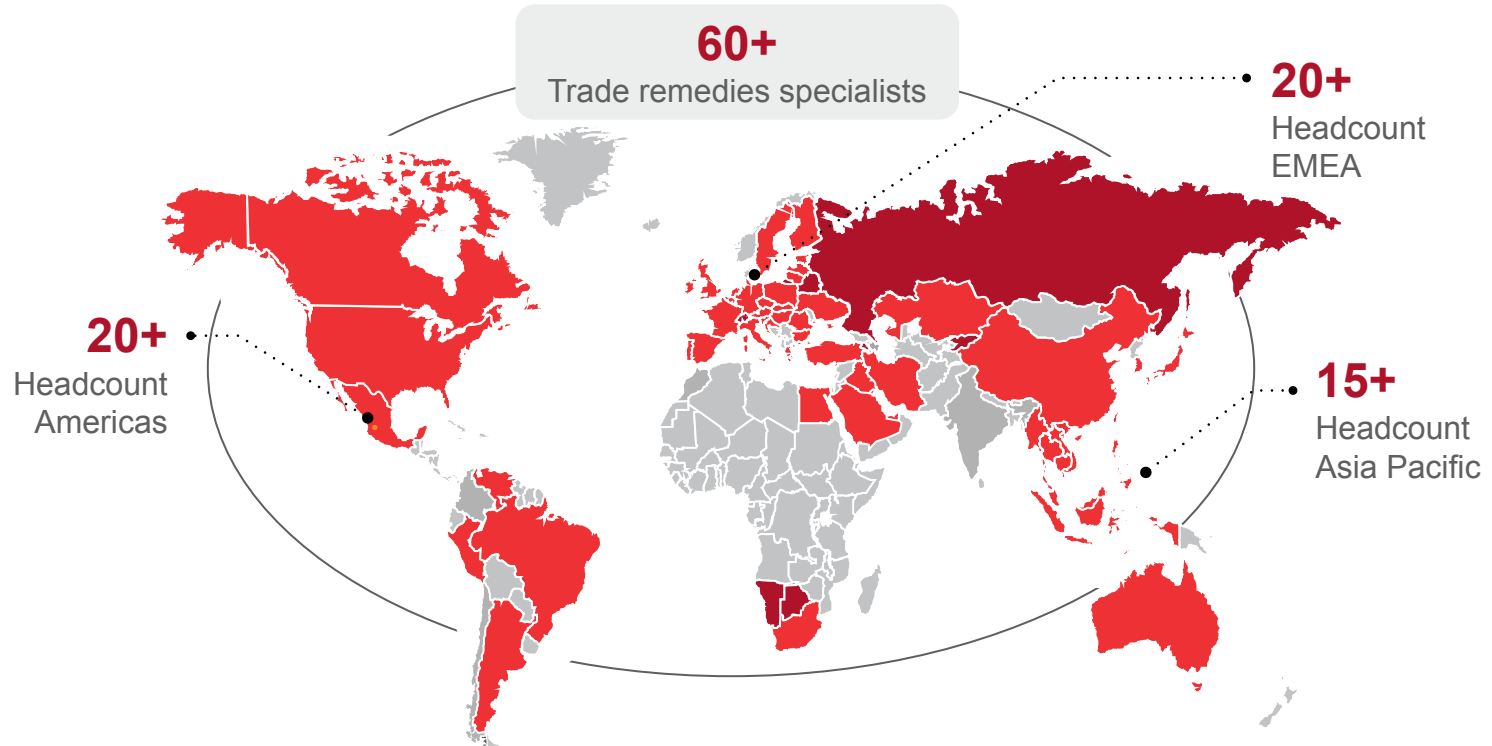 60+
Trade remedies specialists
20+
Headcount
EMEA
20+
Headcount
Americas
15+
Headcount
Asia Pacific